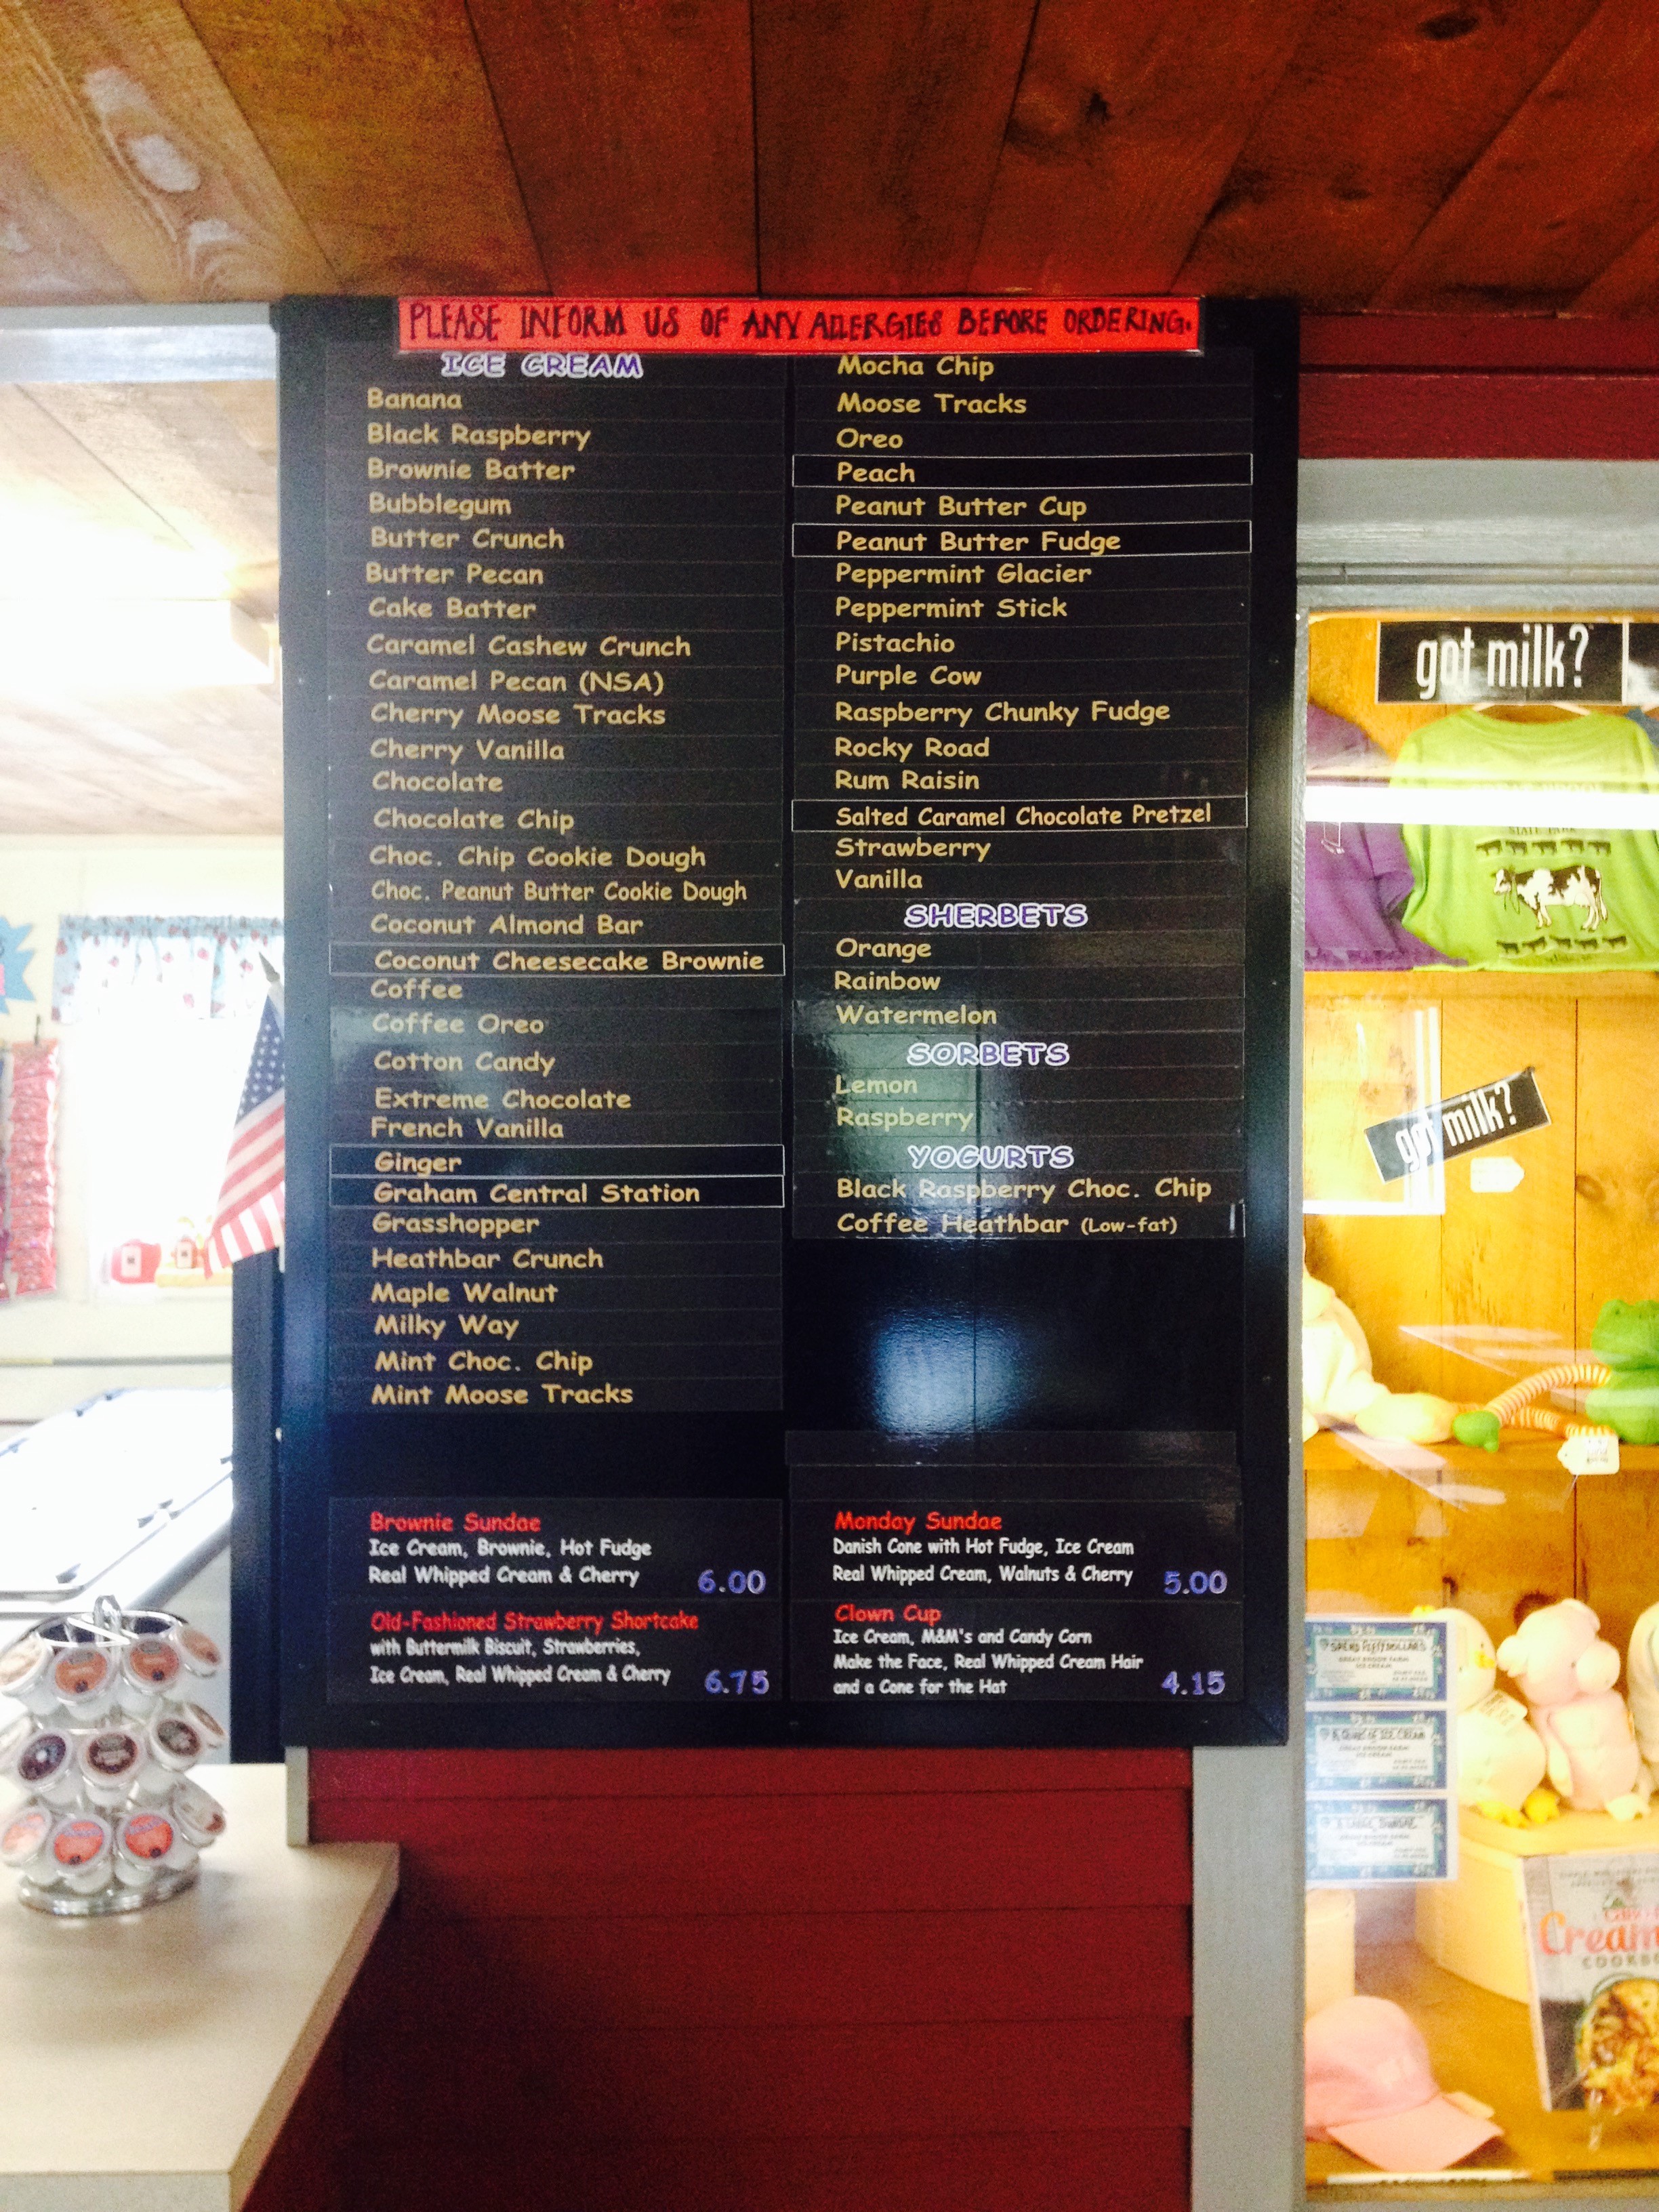 PLEASE INFORM US OF ANY ALLERGIES BEFORE ORDERING.
ICE CREAM
Banana
Black Raspberry
Brownie Batter
Bubblegum
Butter Crunch
Butter Pecan
Cake Batter
Caramel Cashew Crunch
Caramel Pecan (NSA)
Cherry Moose Tracks
Cherry Vanilla
Chocolate
Chocolate Chip
Choc. Chip Cookie Dough
Choc. Peanut Butter Cookie Dough
Coconut Almond Bar
Coconut Cheesecake Brownie
Coffee
Coffee Oreo
Cotton Candy
Extreme Chocolate
French Vanilla
Ginger
Graham Central Station
Grasshopper
Heathbar Crunch
Maple Walnut
Milky Way
Mint Choc. Chip
Mint Moose Tracks
Mocha Chip
Moose Tracks
Oreo
Peach
Peanut Butter Cup
Peanut Butter Fudge
Peppermint Glacier
Peppermint Stick
Pistachio
Purple Cow
Raspberry Chunky Fudge
Rocky Road
Rum Raisin
Salted Caramel Chocolate Pretzel
Strawberry
Vanilla
SHERBETS
Orange
Rainbow
Watermelon
SORBETS
Lemon
Raspberry
YOGURTS
Black Raspberry Choc. Chip
Coffee Heathbar (Low-fat)
Brownie Sundae
Ice Cream, Brownie, Hot Fudge
Real Whipped Cream & Cherry 6.00
Old-Fashioned Strawberry Shortcake
with Buttermilk Biscuit, Strawberries,
Ice Cream, Real Whipped Cream & Cherry 6.75
Monday Sundae
Danish Cone with Hot Fudge, Ice Cream
Real Whipped Cream, Walnuts & Cherry 5.00
Clown Cup
Ice Cream, M&M's and Candy Corn
Make the Face, Real Whipped Cream Hair
and a Cone for the Hat 4.15
got milk?
STATE PARK
got milk?
SPEND FIFTY DOLLARS
ICE CREAM
Cream
COOKBO